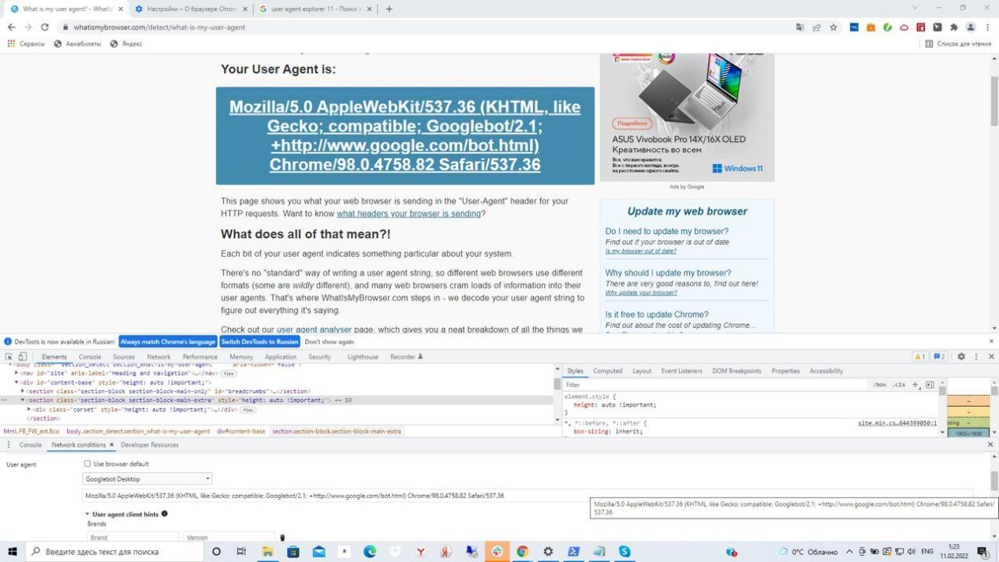 What is my user agent? - WhatIs
Настройки – О браузере Chrom
user agent explorer 11 - Поиск в
whatismybrowser.com/detect/what-is-my-user-agent
Сервисы
Авиабилеты
Яндекс
Список для чтения
Your User Agent is:
Mozilla/5.0 AppleWebKit/537.36 (KHTML, like
Gecko; compatible; Googlebot/2.1;
+http://www.google.com/bot.html)
Chrome/98.0.4758.82 Safari/537.36
This page shows you what your web browser is sending in the "User-Agent" header for your
HTTP requests. Want to know what headers your browser is sending?
What does all of that mean?!
Each bit of your user agent indicates something particular about your system.
There's no "standard" way of writing a user agent string, so different web browsers use different
formats (some are wildly different), and many web browsers cram loads of information into their
user agents. That's where WhatIsMyBrowser.com steps in - we decode your user agent string to
figure out everything it's saying.
Check out our user agent analyser page, which gives you a neat breakdown of all the things we
Adobe Creative Cloud
OLED
Подробнее
ASUS Vivobook Pro 14X/16X OLED
Креативность во всем
Все, что вам нравится.
Все с первого взгляда, всегда
на расстоянии одного свайпа.
Windows 11
Ads by Google
Update my web browser
Do I need to update my browser?
Find out if your browser is out of date
Is my browser out of date?
Why should I update my browser?
There are very good reasons to, find out here!
Why update your browser?
Is it free to update Chrome?
Find out about the cost of updating Chrome...
DevTools is now available in Russian!
Always match Chrome's language
Switch DevTools to Russian
Don't show again
Elements
Console
Sources
Network
Performance
Memory
Application
Security
Lighthouse
Recorder
1
2
<body class="section_detect section_what-is-my-user-agent" aria-hidden="false">
<nav id="site" aria-label="Heading and navigation">…</nav> flex
<div id="content-base" style="height: auto !important;">
<section class="section-block section-block-main-only" id="breadcrumbs">…</section>
<section class="section-block section-block-main-extra" style="height: auto !important;"> == $0
<div class="corset" style="height: auto !important;">…</div> flex
</section>
html.FB_FW_ext.8co
body.section_detect.section_what-is-my-user-agent
div#content-base
section.section-block.section-block-main-extra
Styles
Computed
Layout
Event Listeners
DOM Breakpoints
Properties
Accessibility
Filter
:hov .cls +
element.style {
height: auto !important;
}
*, *::before, *::after {
site.min.cs…644399050:1
box-sizing: inherit;
dding
1903×1938
Console
Network conditions
Developer Resources
User agent
Use browser default
Googlebot Desktop
Mozilla/5.0 AppleWebKit/537.36 (KHTML, like Gecko; compatible; Googlebot/2.1; +http://www.google.com/bot.html) Chrome/98.0.4758.82 Safari/537.36
Mozilla/5.0 AppleWebKit/537.36 (KHTML, like Gecko; compatible; Googlebot/2.1; +http://www.google.com/bot.html) Chrome/98.0.4758.82 Safari/
537.36
User agent client hints
Brands
Brand
Version
Введите здесь текст для поиска
0°C Облачно
ENG
1:23
11.02.2022